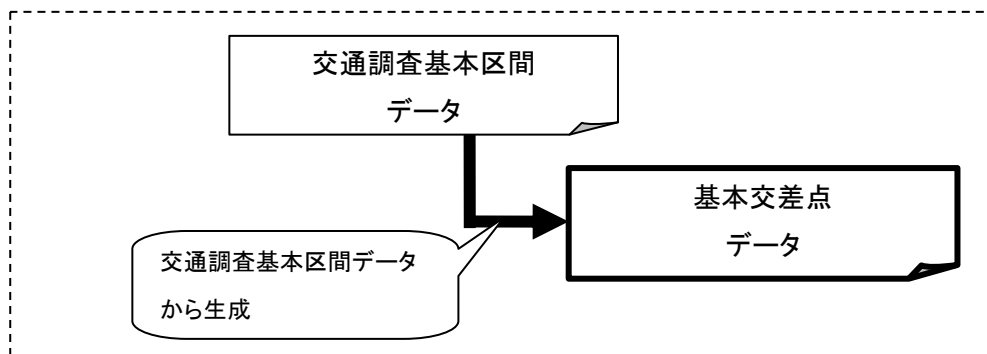 交通調査基本区間
データ
基本交差点
データ
交通調査基本区間データ
から生成